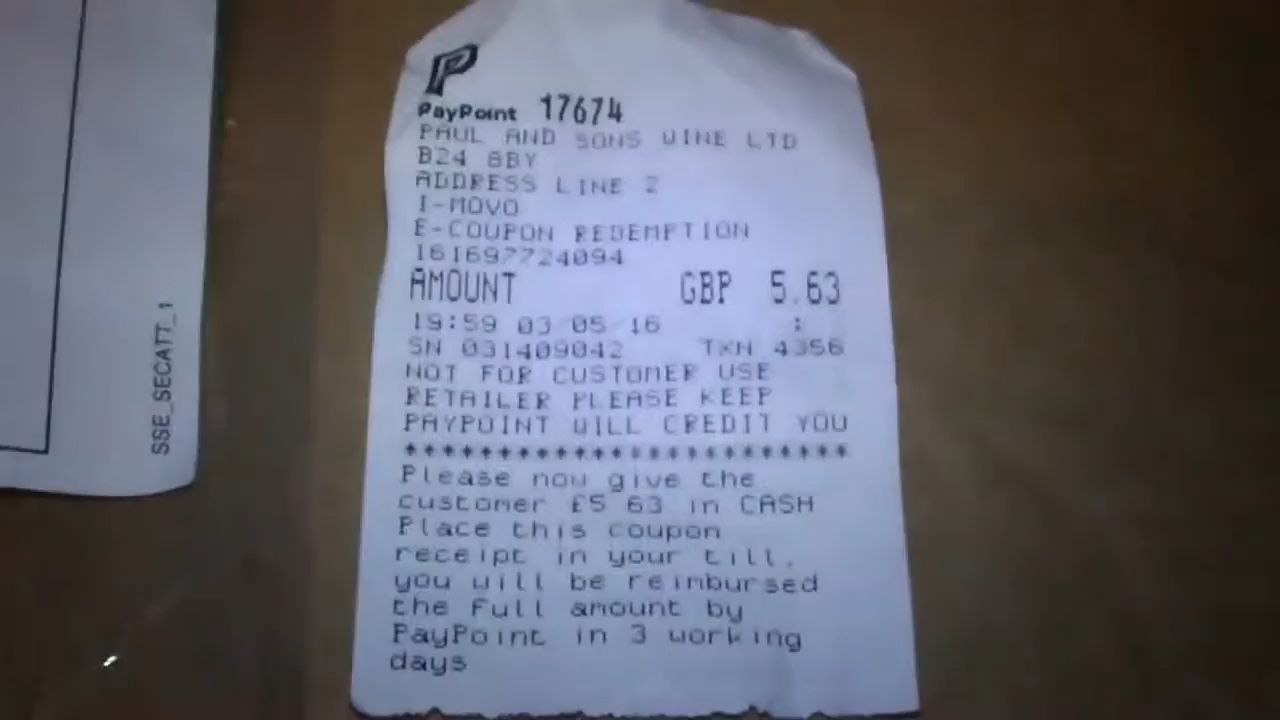 PayPoint 17674
PAUL AND SONS WINE LTD
B24 8BY
ADDRESS LINE 2
I-MOVO
E-COUPON REDEMPTION
161697724094
AMOUNT GBP 5.63
19:59 03/05/16 :
SN 031409042 TXN 4356
NOT FOR CUSTOMER USE
RETAILER PLEASE KEEP
PAYPOINT WILL CREDIT YOU
************************
Please now give the
customer £5.63 in CASH
Place this coupon
receipt in your till,
you will be reimbursed
the full amount by
PayPoint in 3 working
days
SSE_SECATT_1